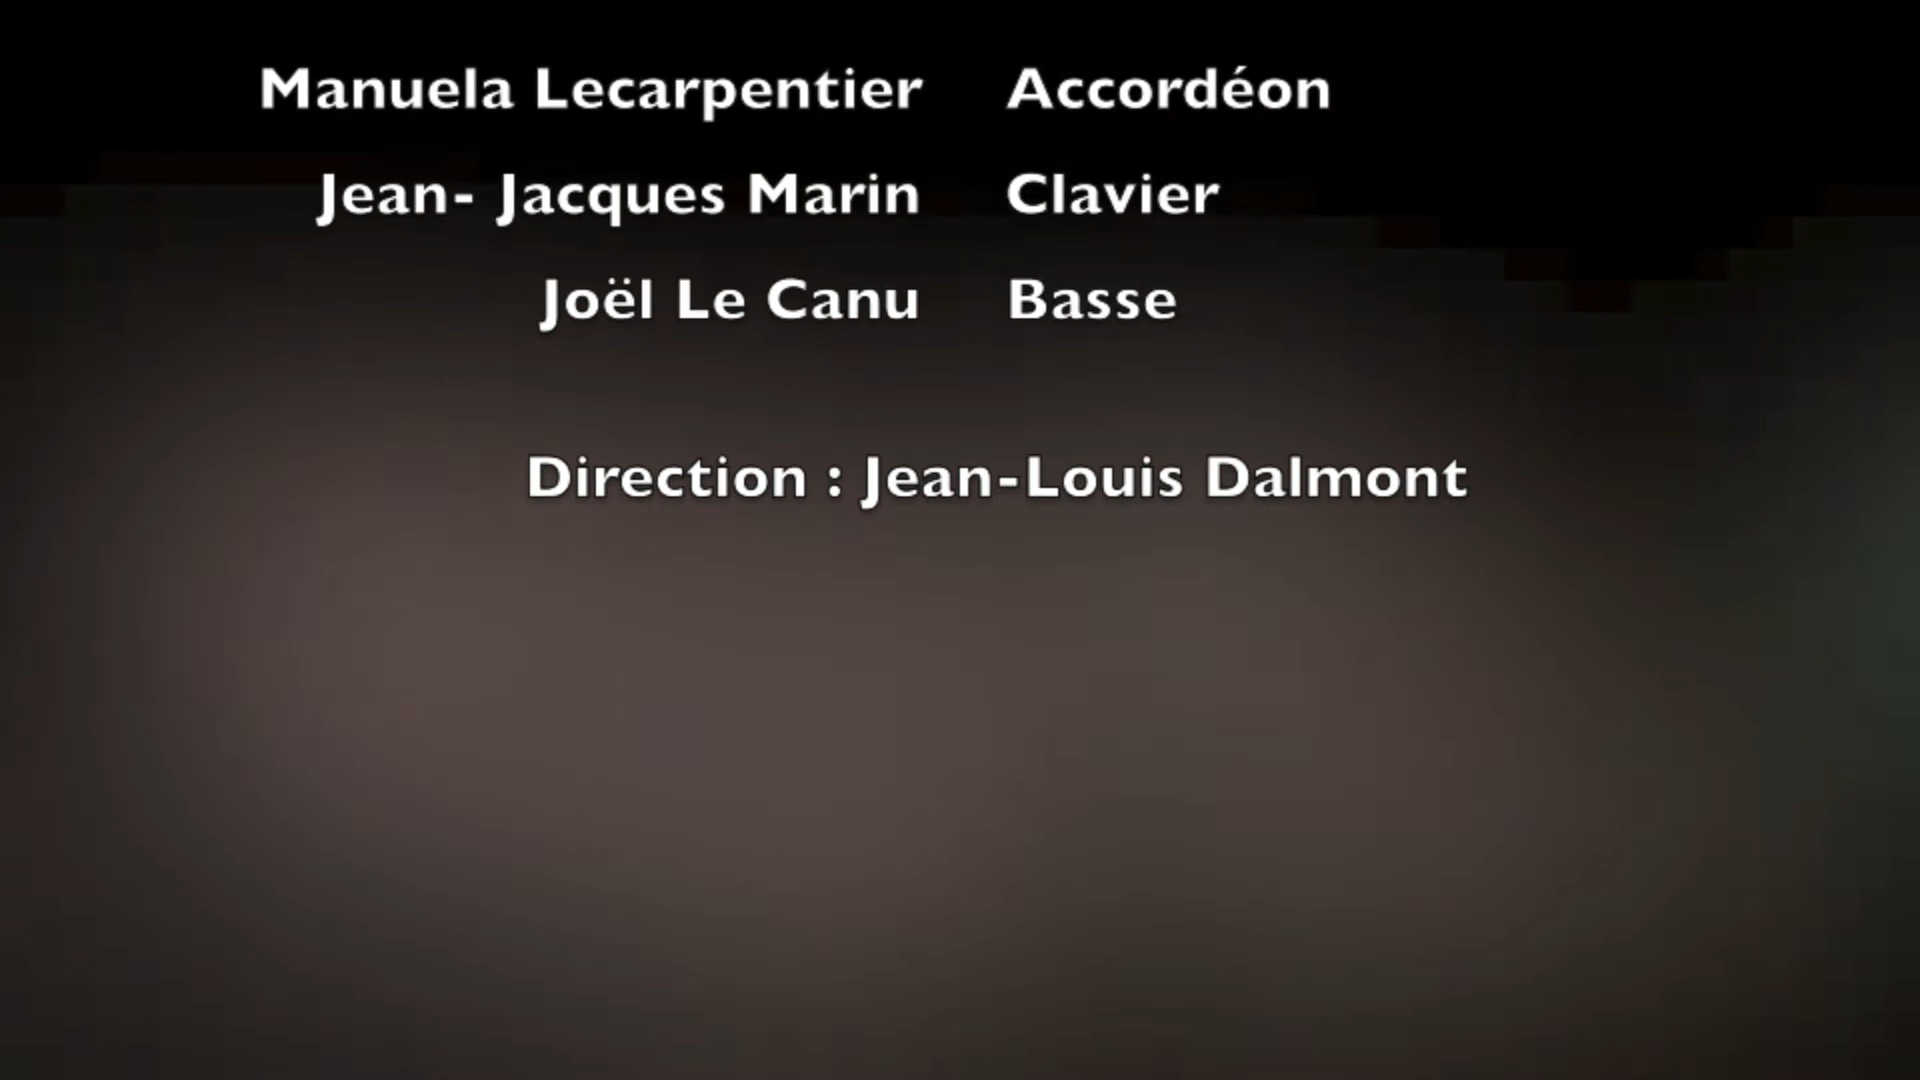 Manuela Lecarpentier Accordéon
Jean- Jacques Marin Clavier
Joël Le Canu Basse
Direction : Jean-Louis Dalmont